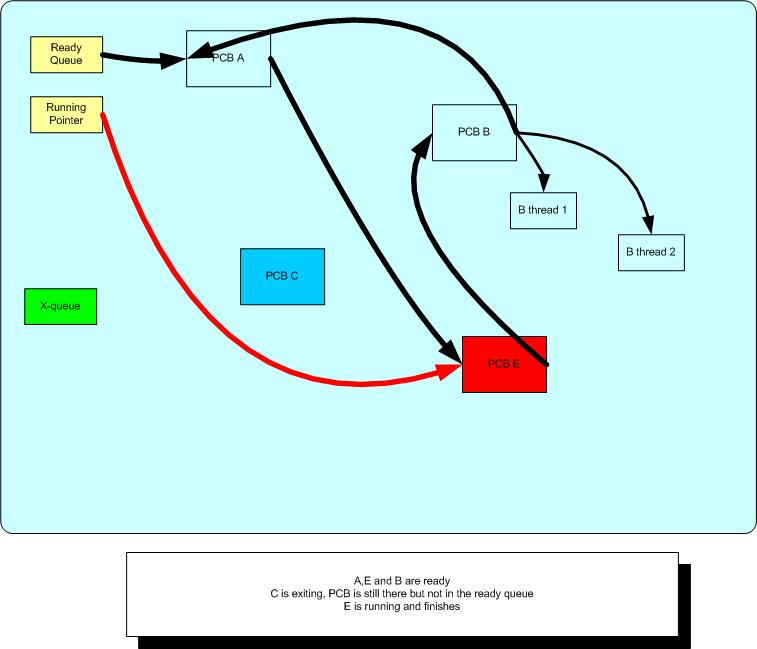 Ready
Queue
PCB A
Running
Pointer
PCB B
B thread 1
B thread 2
PCB C
X-queue
PCB E
A,E and B are ready
C is exiting, PCB is still there but not in the ready queue
E is running and finishes